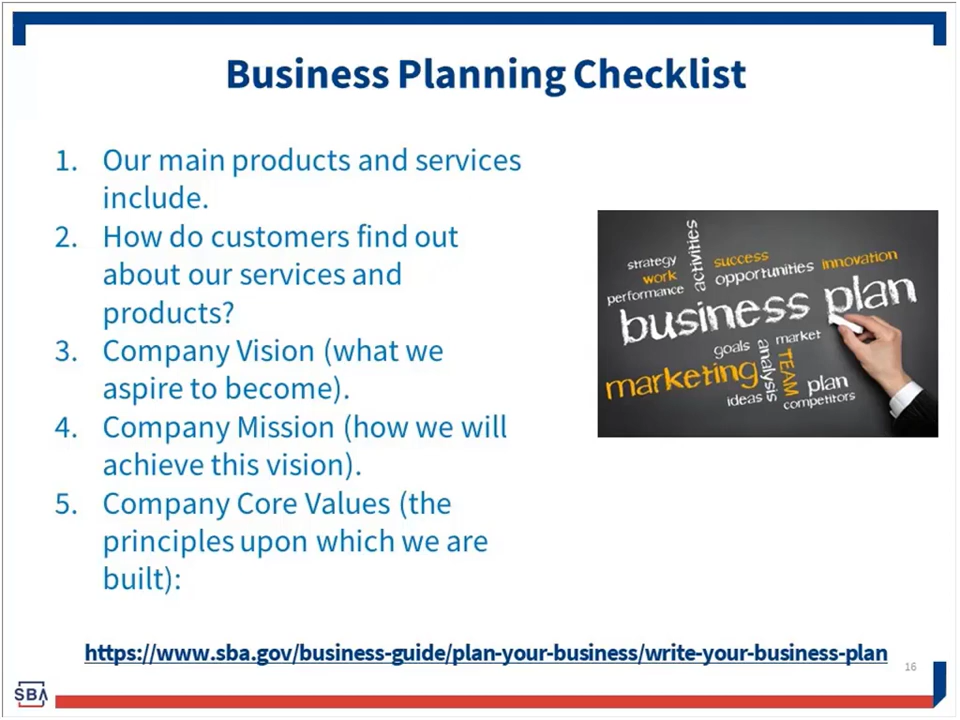 Business Planning Checklist
1. Our main products and services
include.
2. How do customers find out
about our services and
products?
3. Company Vision (what we
aspire to become).
4. Company Mission (how we will
achieve this vision).
5. Company Core Values (the
principles upon which we are
built):
strategy
activities
success
work
opportunities
innovation
performance
business plan
goals
market
marketing
analysis
TEAM
plan
ideas
competitors
https://www.sba.gov/business-guide/plan-your-business/write-your-business-plan
16
SBA